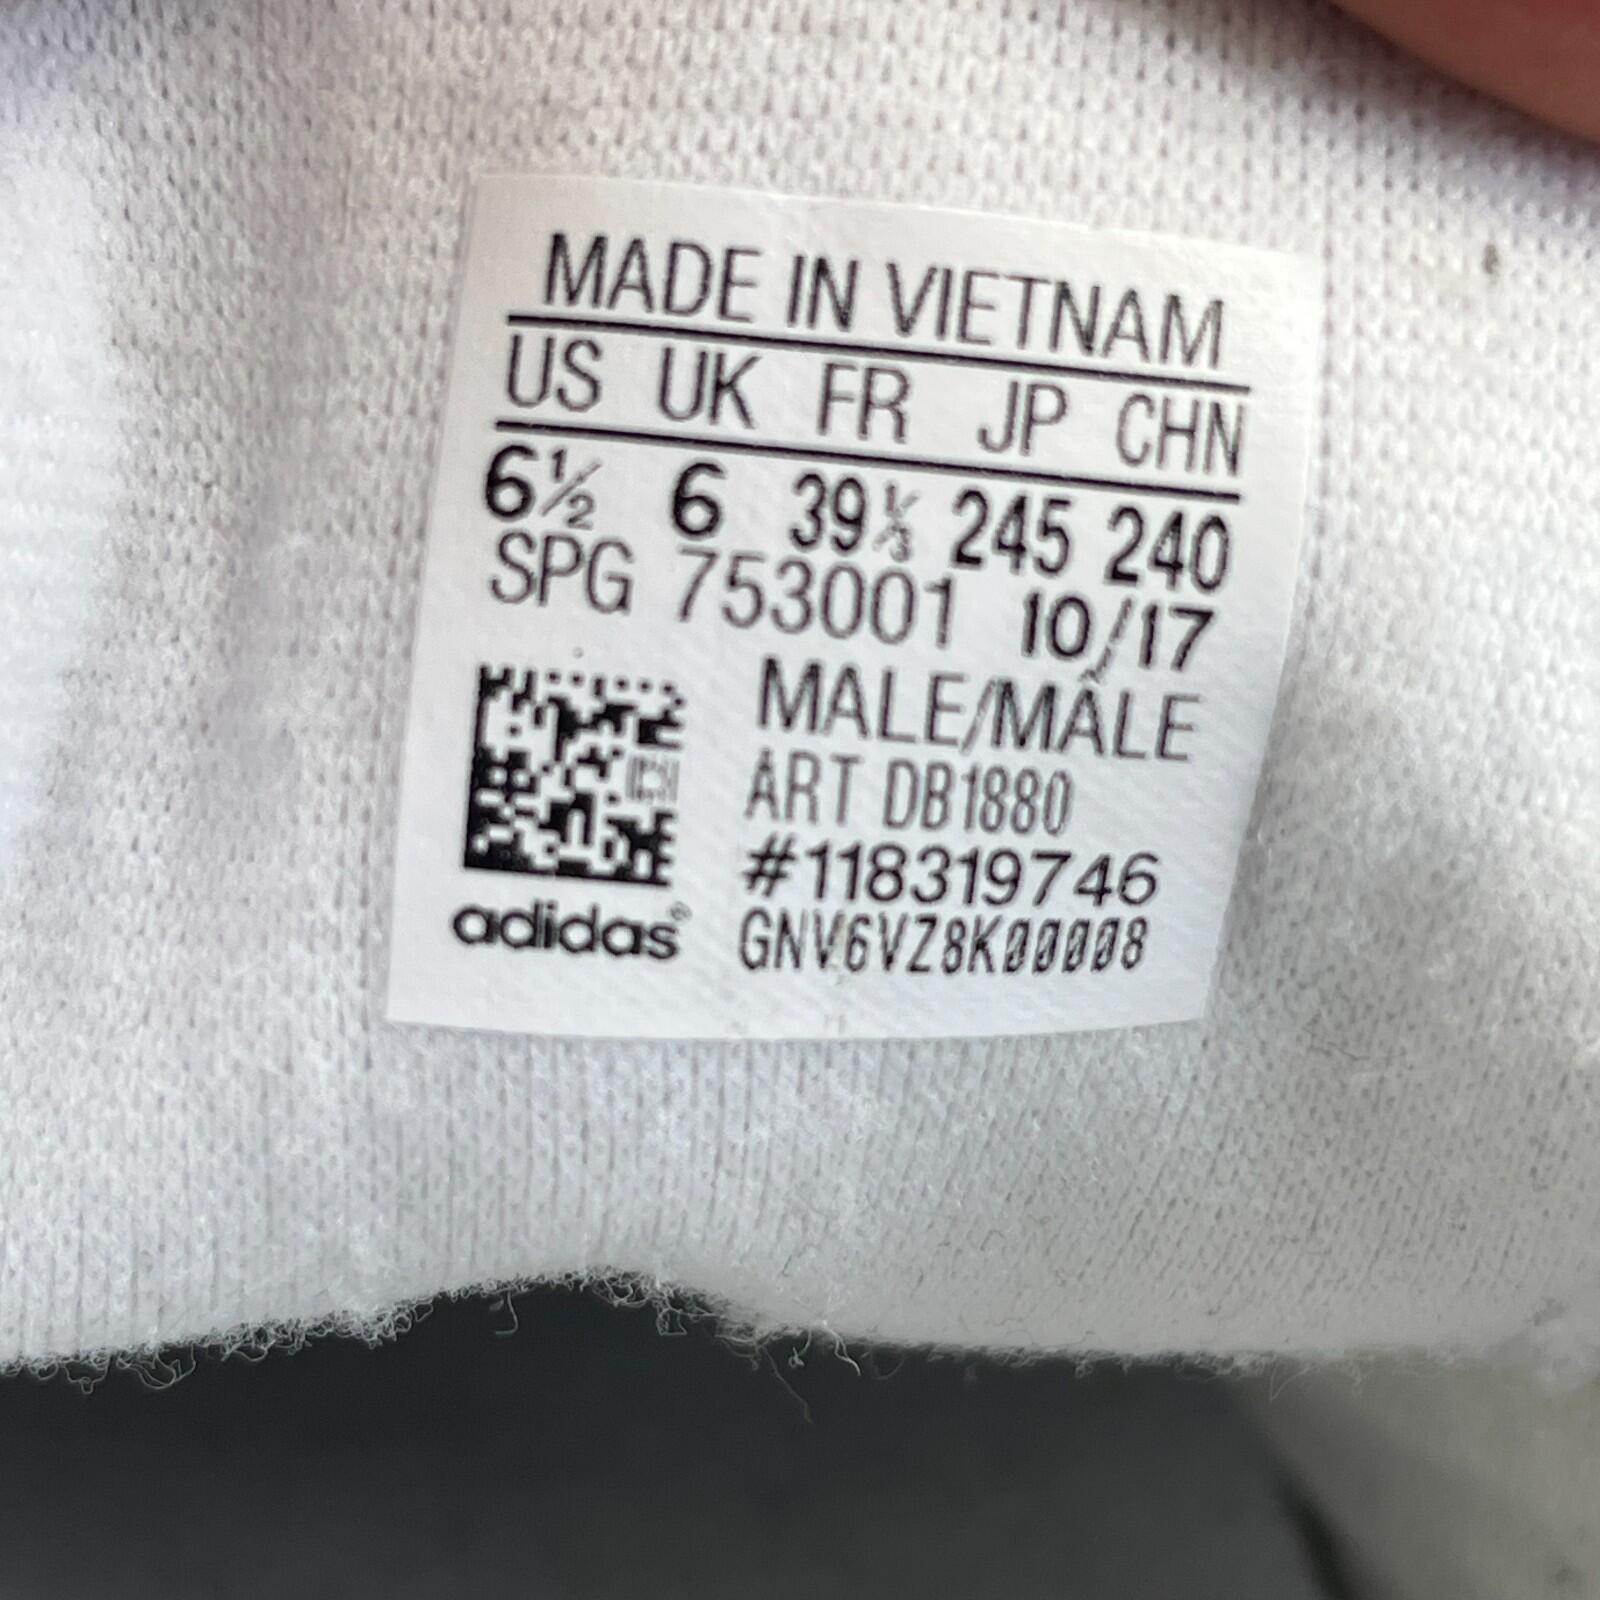 MADE IN VIETNAM
US UK FR JP CHN
6½ 6 39⅓ 245 240
SPG 753001 10/17
MALE/MÂLE
ART DB1880
#118319746
adidas® GNV6VZ8K00008